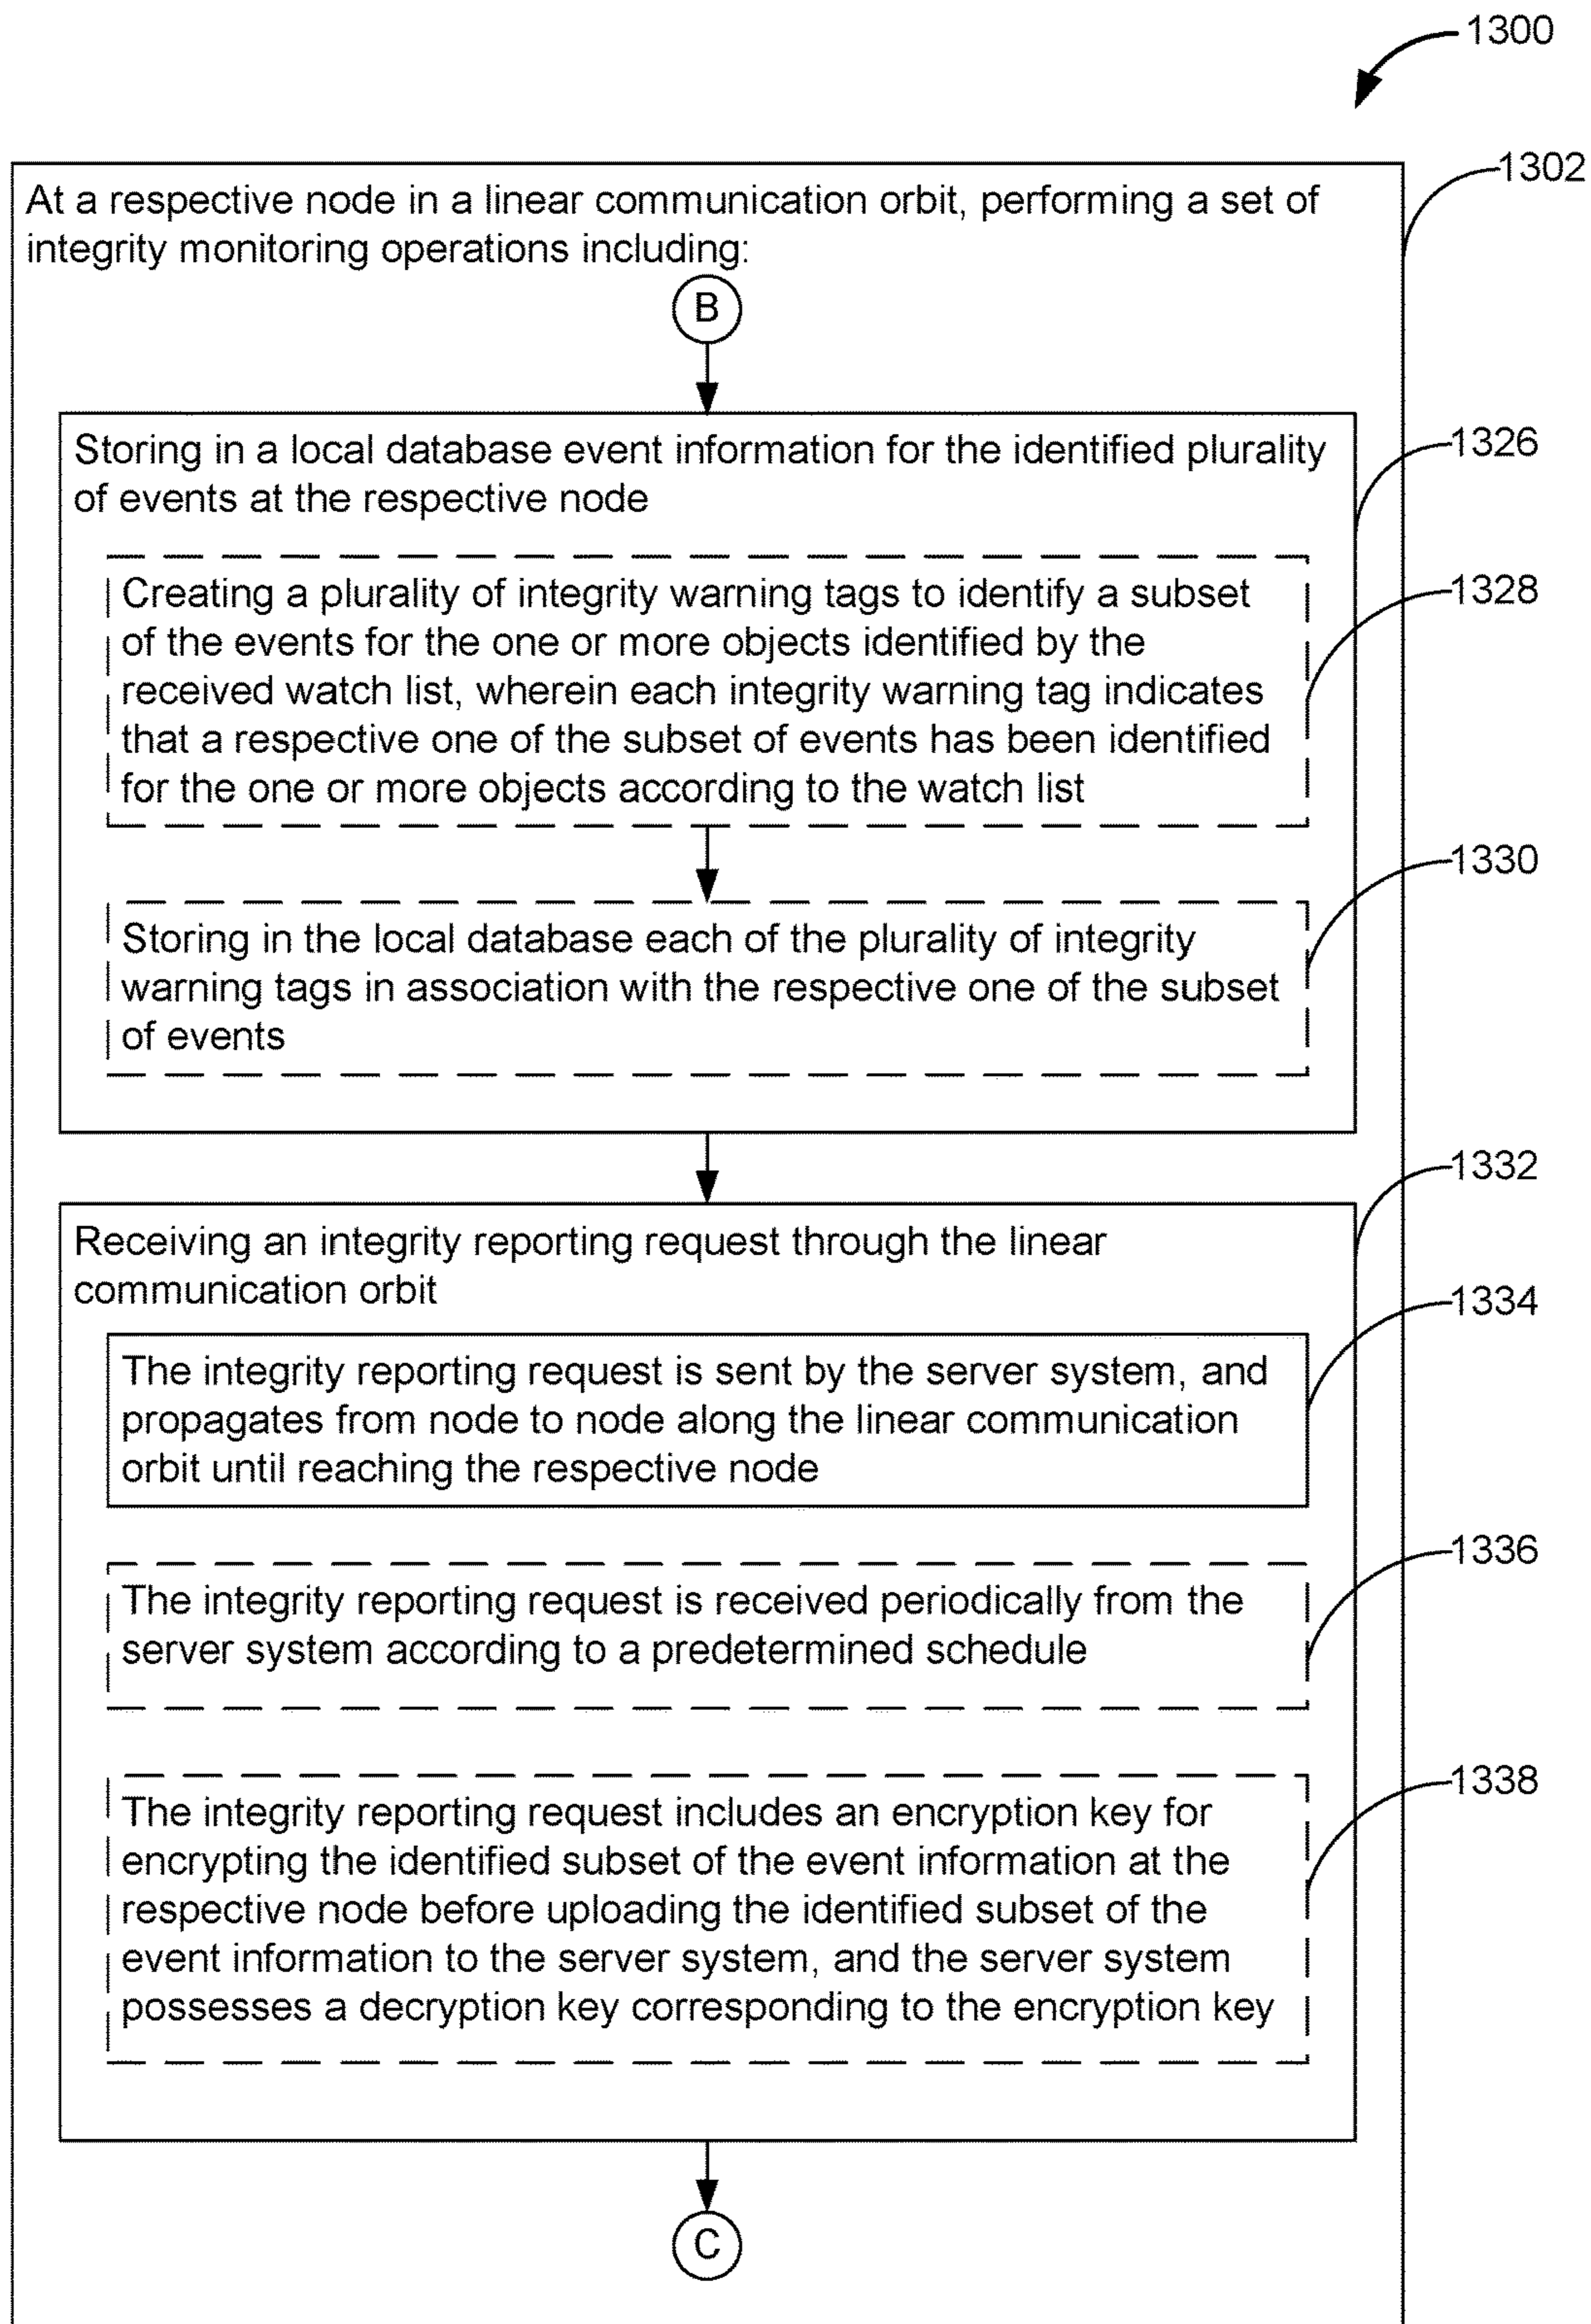 1300
1302
At a respective node in a linear communication orbit, performing a set of
integrity monitoring operations including:
B
Storing in a local database event information for the identified plurality
of events at the respective node
1326
Creating a plurality of integrity warning tags to identify a subset
of the events for the one or more objects identified by the
received watch list, wherein each integrity warning tag indicates
that a respective one of the subset of events has been identified
for the one or more objects according to the watch list
1328
Storing in the local database each of the plurality of integrity
warning tags in association with the respective one of the subset
of events
1330
Receiving an integrity reporting request through the linear
communication orbit
1332
The integrity reporting request is sent by the server system, and
propagates from node to node along the linear communication
orbit until reaching the respective node
1334
The integrity reporting request is received periodically from the
server system according to a predetermined schedule
1336
The integrity reporting request includes an encryption key for
encrypting the identified subset of the event information at the
respective node before uploading the identified subset of the
event information to the server system, and the server system
possesses a decryption key corresponding to the encryption key
1338
C